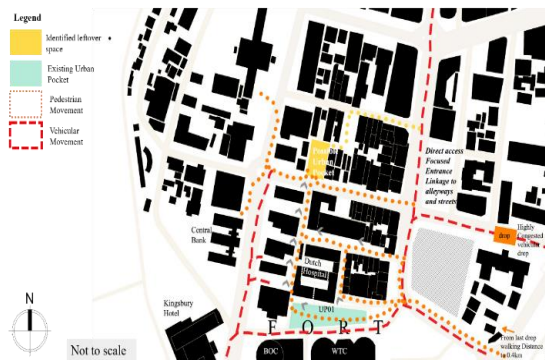 Legend
Identified leftover
space
Existing Urban
Pocket
Pedestrian
Movement
Vehicular
Movement
Urban
Pocket
Direct access
Focused
Entrance
Linkage to
alleyways
and streets
drop
Highly
Congested
vehicular
drop
Central
Bank
Dutch
Hospital
UP01
F O R T
Kingsbury
Hotel
BOC
WTC
From last drop
walking Distance
is 0.4km
N
Not to scale